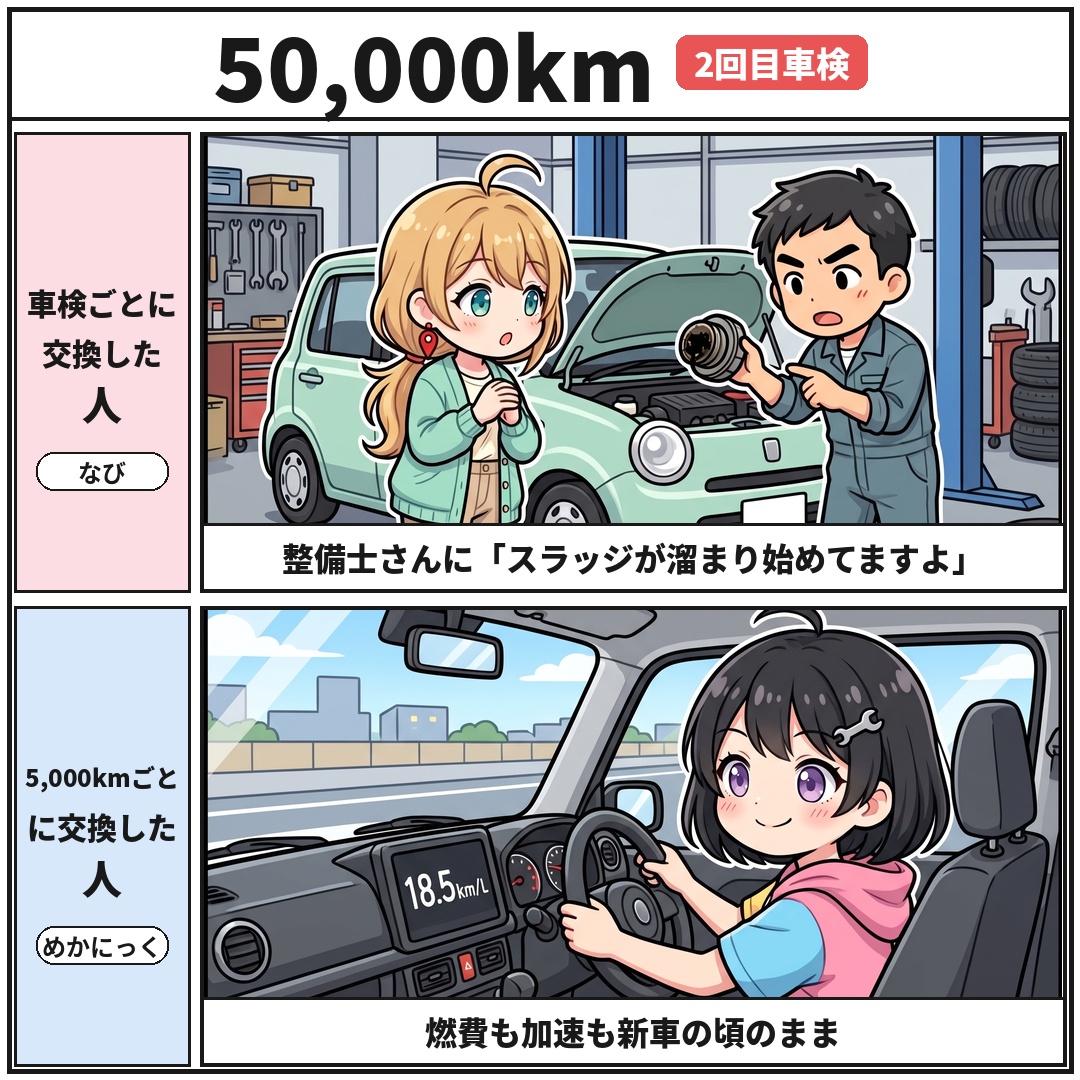 50,000km
2回目車検
車検ごとに
交換した
人
なび
整備士さんに「スラッジが溜まり始めてますよ」
5,000kmごと
に交換した
人
めかにっく
18.5km/L
燃費も加速も新車の頃のまま